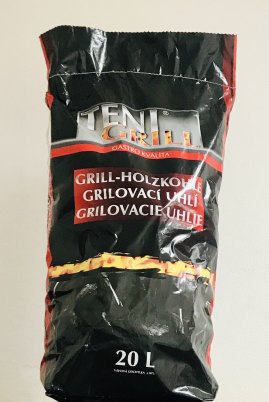 TENI®
GRILL
GASTRO KVALITA
GRILL-HOLZKOHLE
GRILOVACÍ UHLÍ
GRILOVACIE UHLIE
20 L